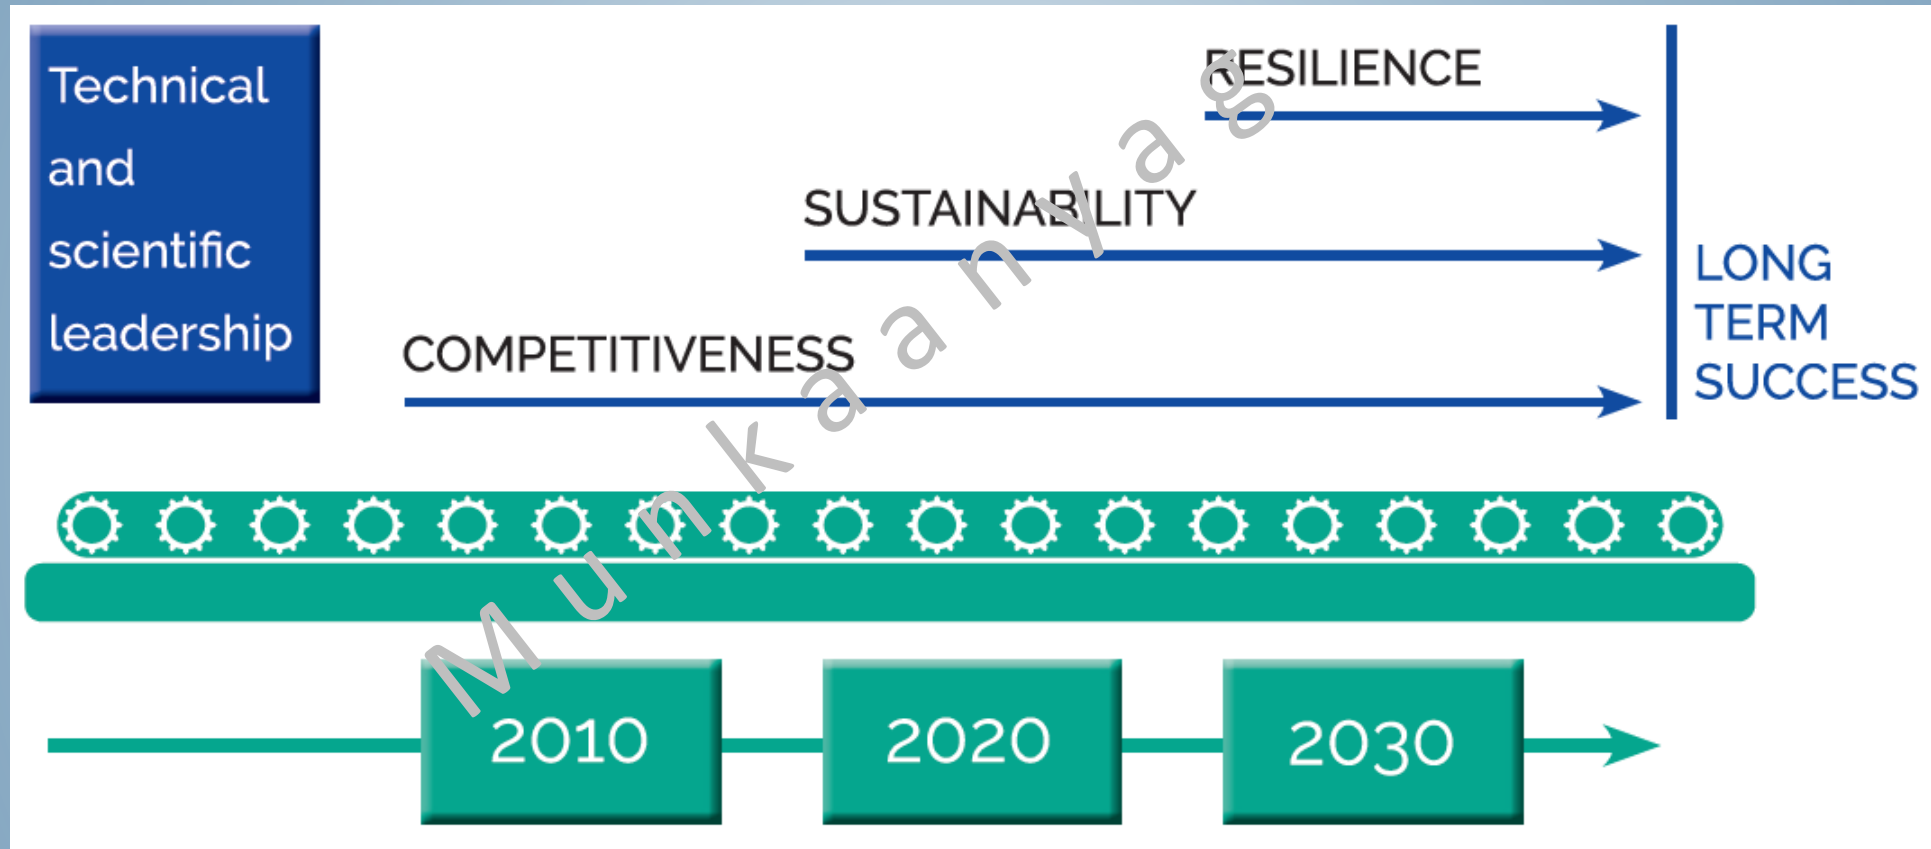 Technical
and
scientific
leadership
RESILIENCE
SUSTAINABILITY
COMPETITIVENESS
LONG
TERM
SUCCESS
2010
2020
2030
Munkaanyag